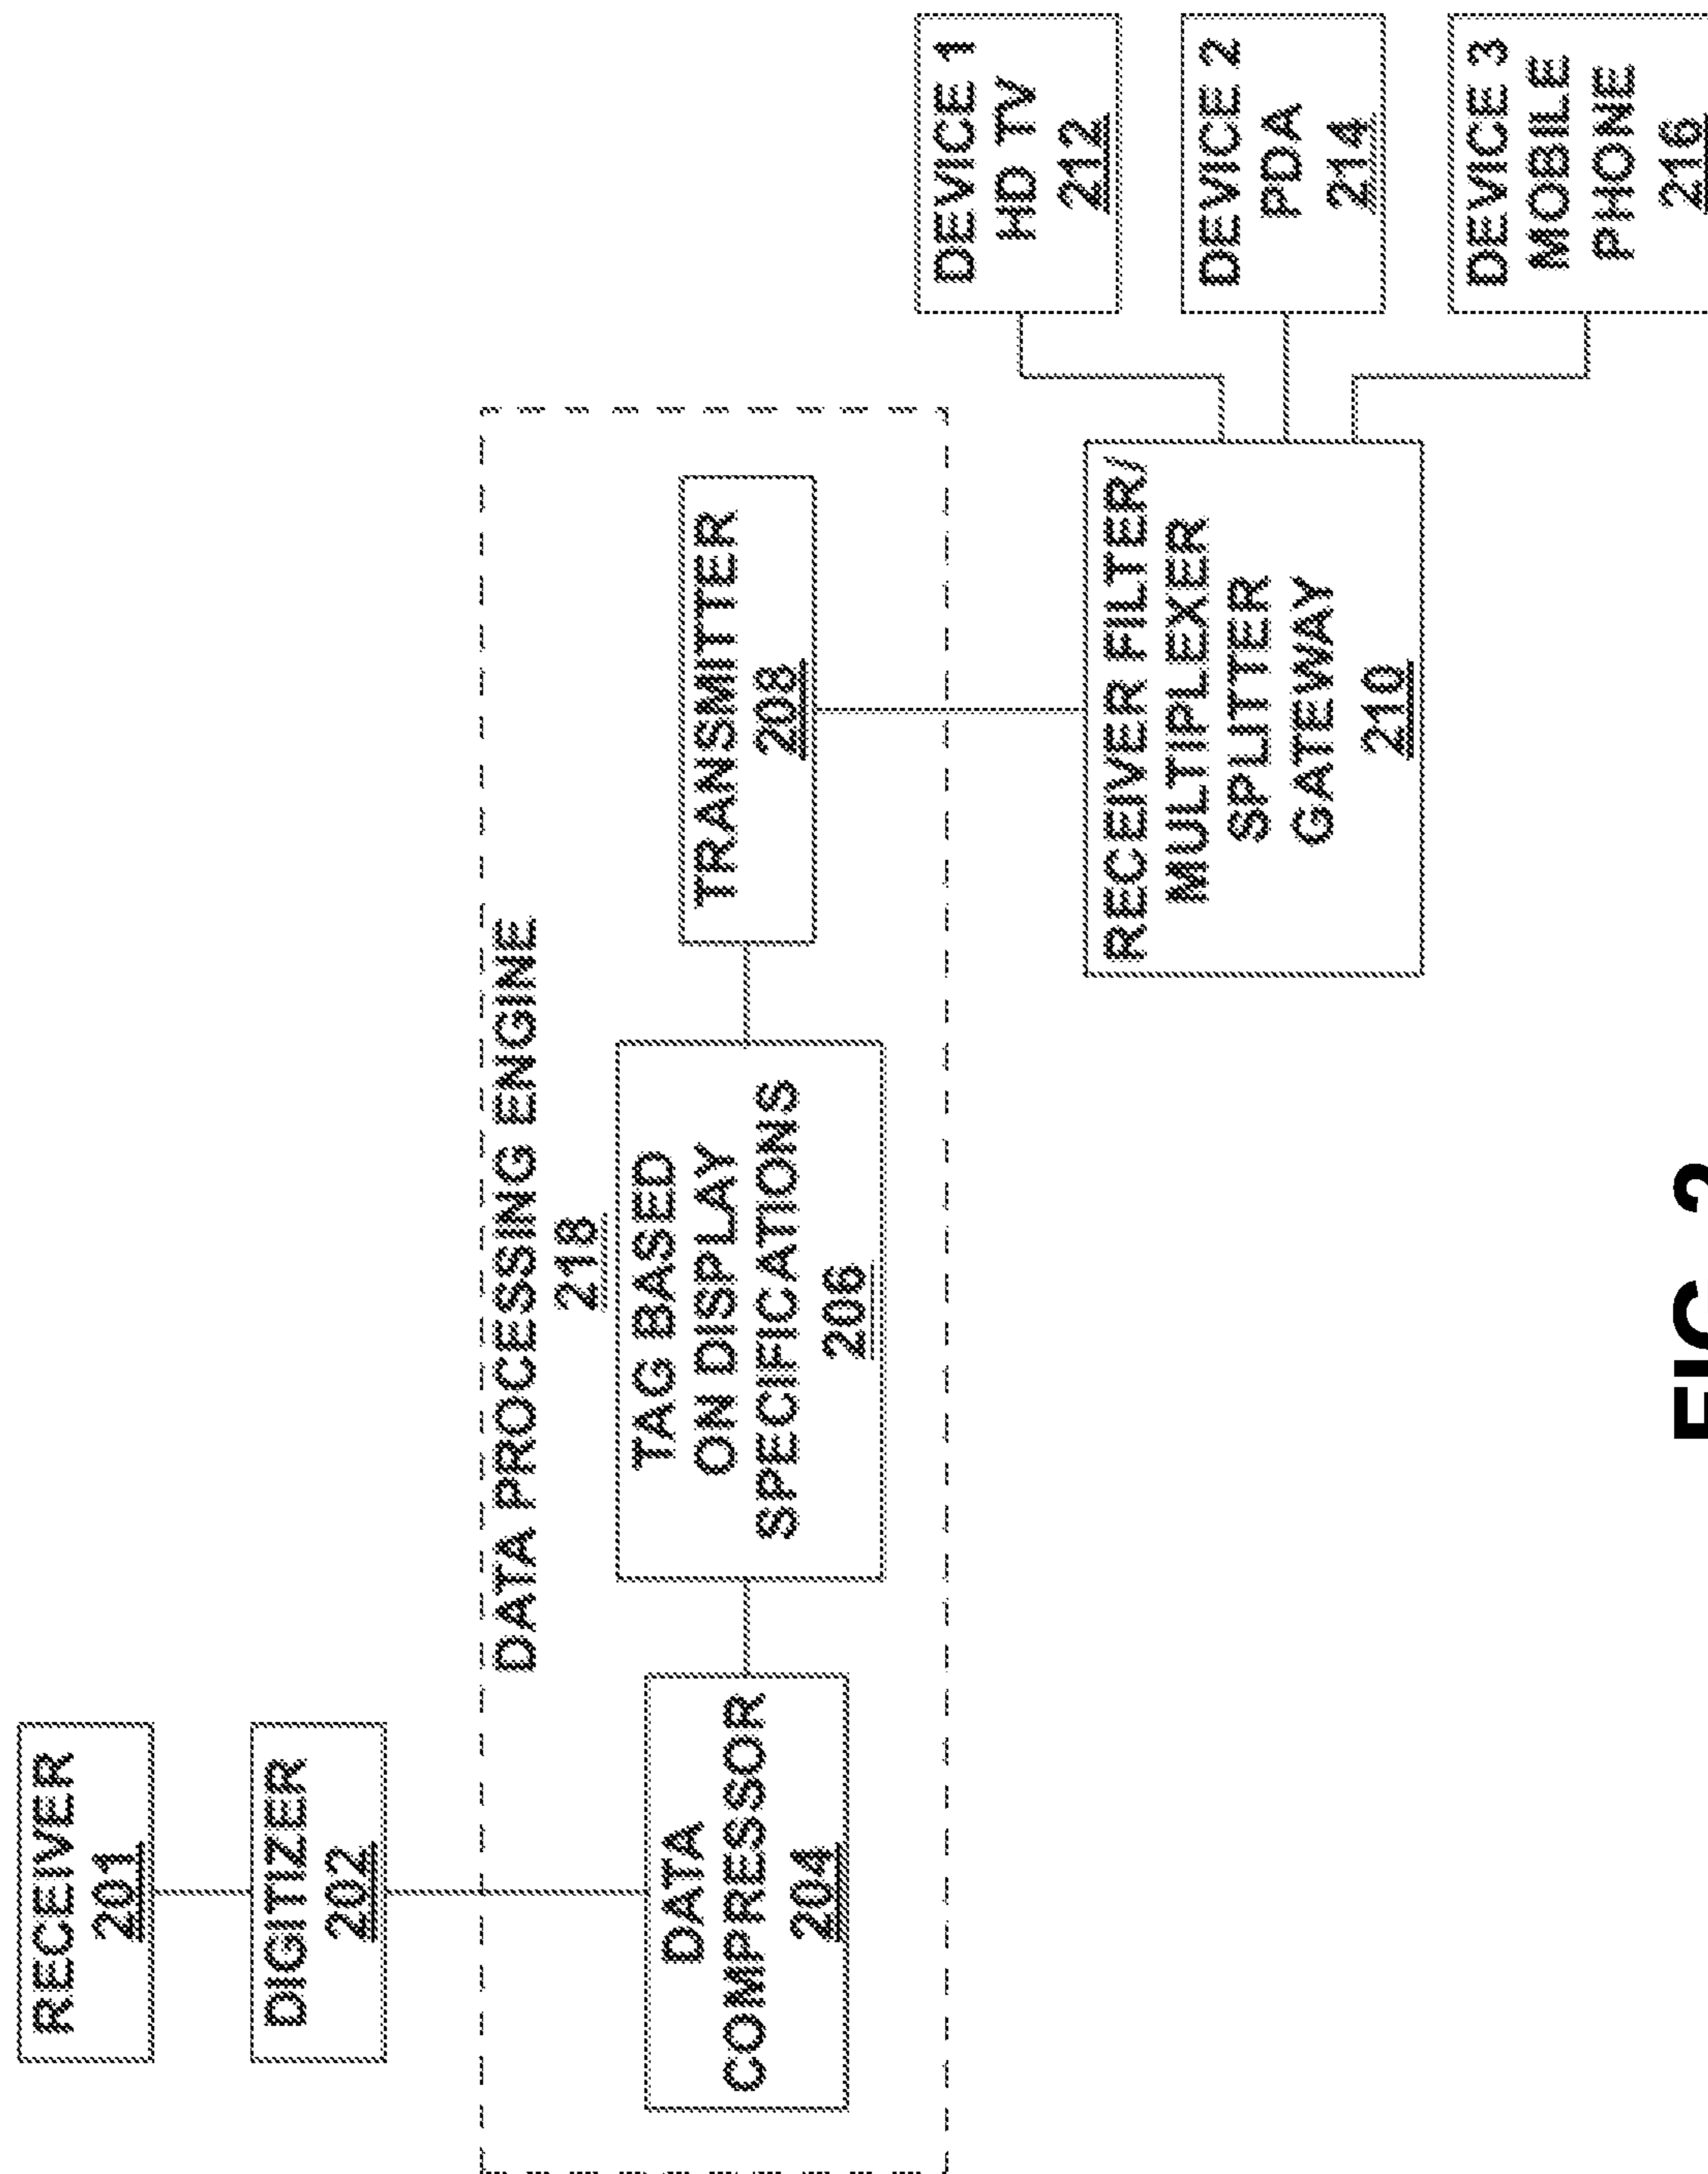 RECEIVER
201
DIGITIZER
202
DATA PROCESSING ENGINE
218
DATA
COMPRESSOR
204
TAG BASED
ON DISPLAY
SPECIFICATIONS
206
TRANSMITTER
208
RECEIVER FILTER/
MULTIPLEXER
SPLITTER
GATEWAY
210
DEVICE 1
HD TV
212
DEVICE 2
PDA
214
DEVICE 3
MOBILE
PHONE
216